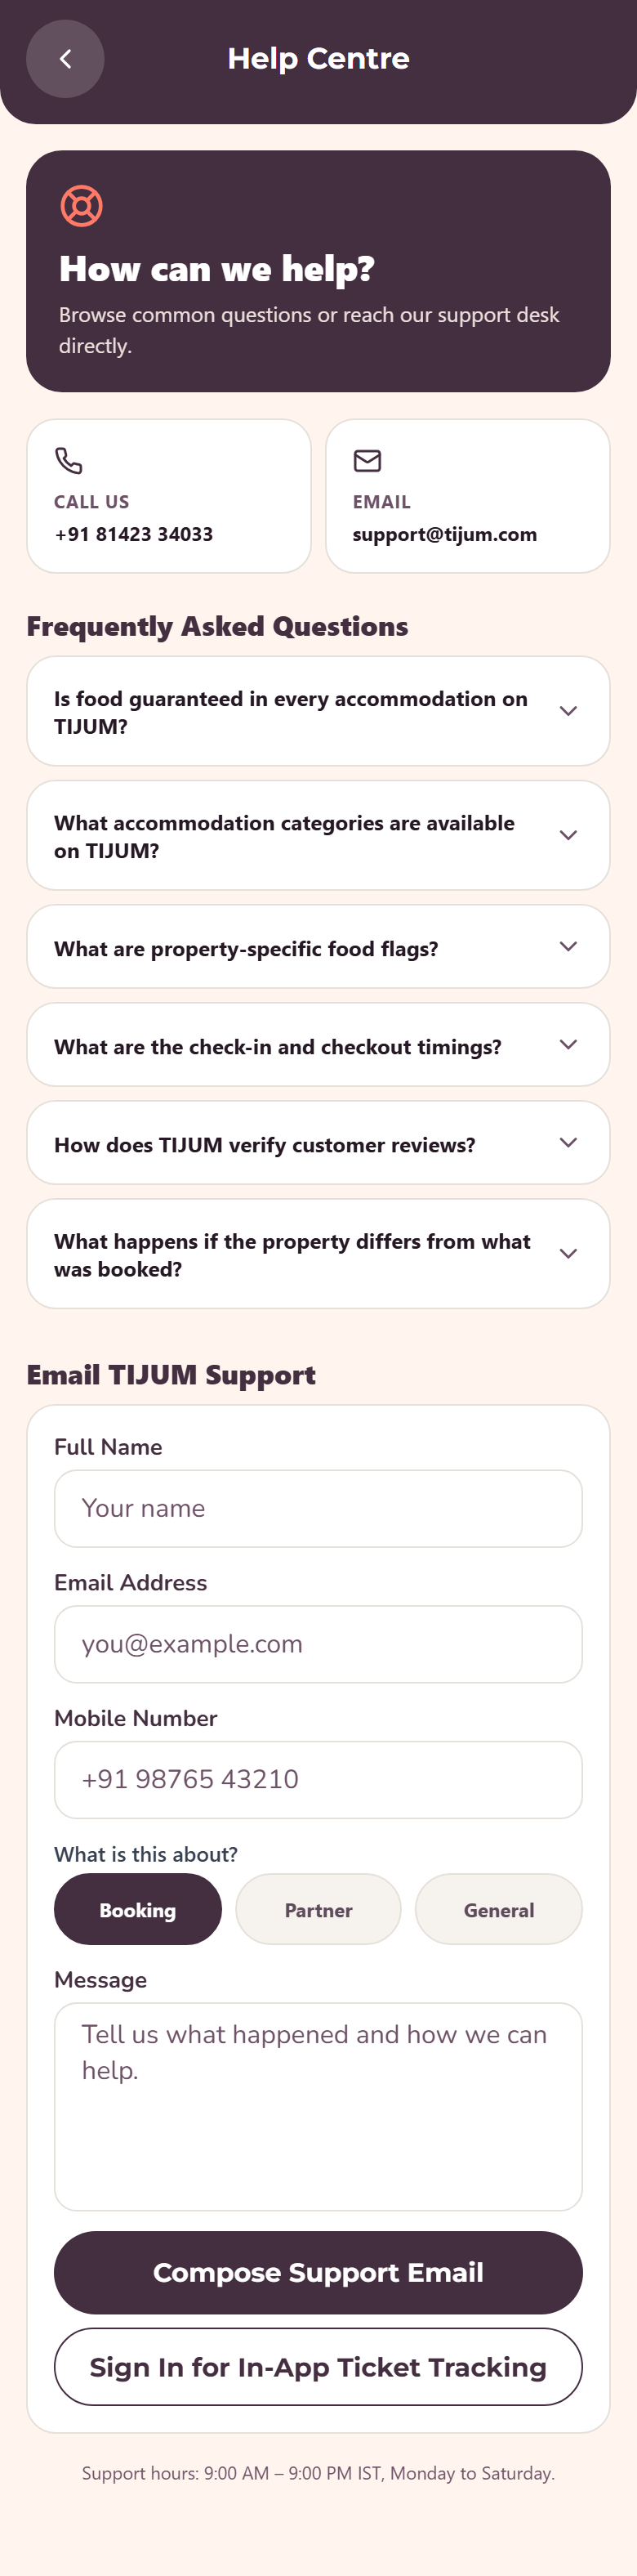 Help Centre
How can we help?
Browse common questions or reach our support desk
directly.
CALL US
+91 81423 34033
EMAIL
support@tijum.com
Frequently Asked Questions
Is food guaranteed in every accommodation on
TIJUM?
What accommodation categories are available
on TIJUM?
What are property-specific food flags?
What are the check-in and checkout timings?
How does TIJUM verify customer reviews?
What happens if the property differs from what
was booked?
Email TIJUM Support
Full Name
Your name
Email Address
you@example.com
Mobile Number
+91 98765 43210
What is this about?
Booking
Partner
General
Message
Tell us what happened and how we can
help.
Compose Support Email
Sign In for In-App Ticket Tracking
Support hours: 9:00 AM – 9:00 PM IST, Monday to Saturday.